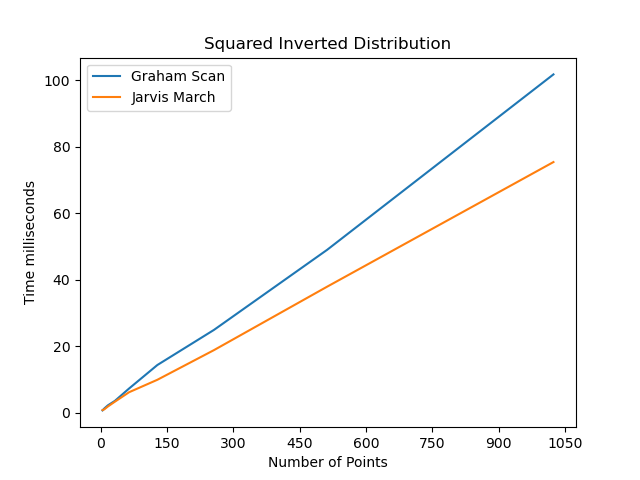 Squared Inverted Distribution
Graham Scan
Jarvis March
Time milliseconds
100
80
60
40
20
0
0 150 300 450 600 750 900 1050
Number of Points